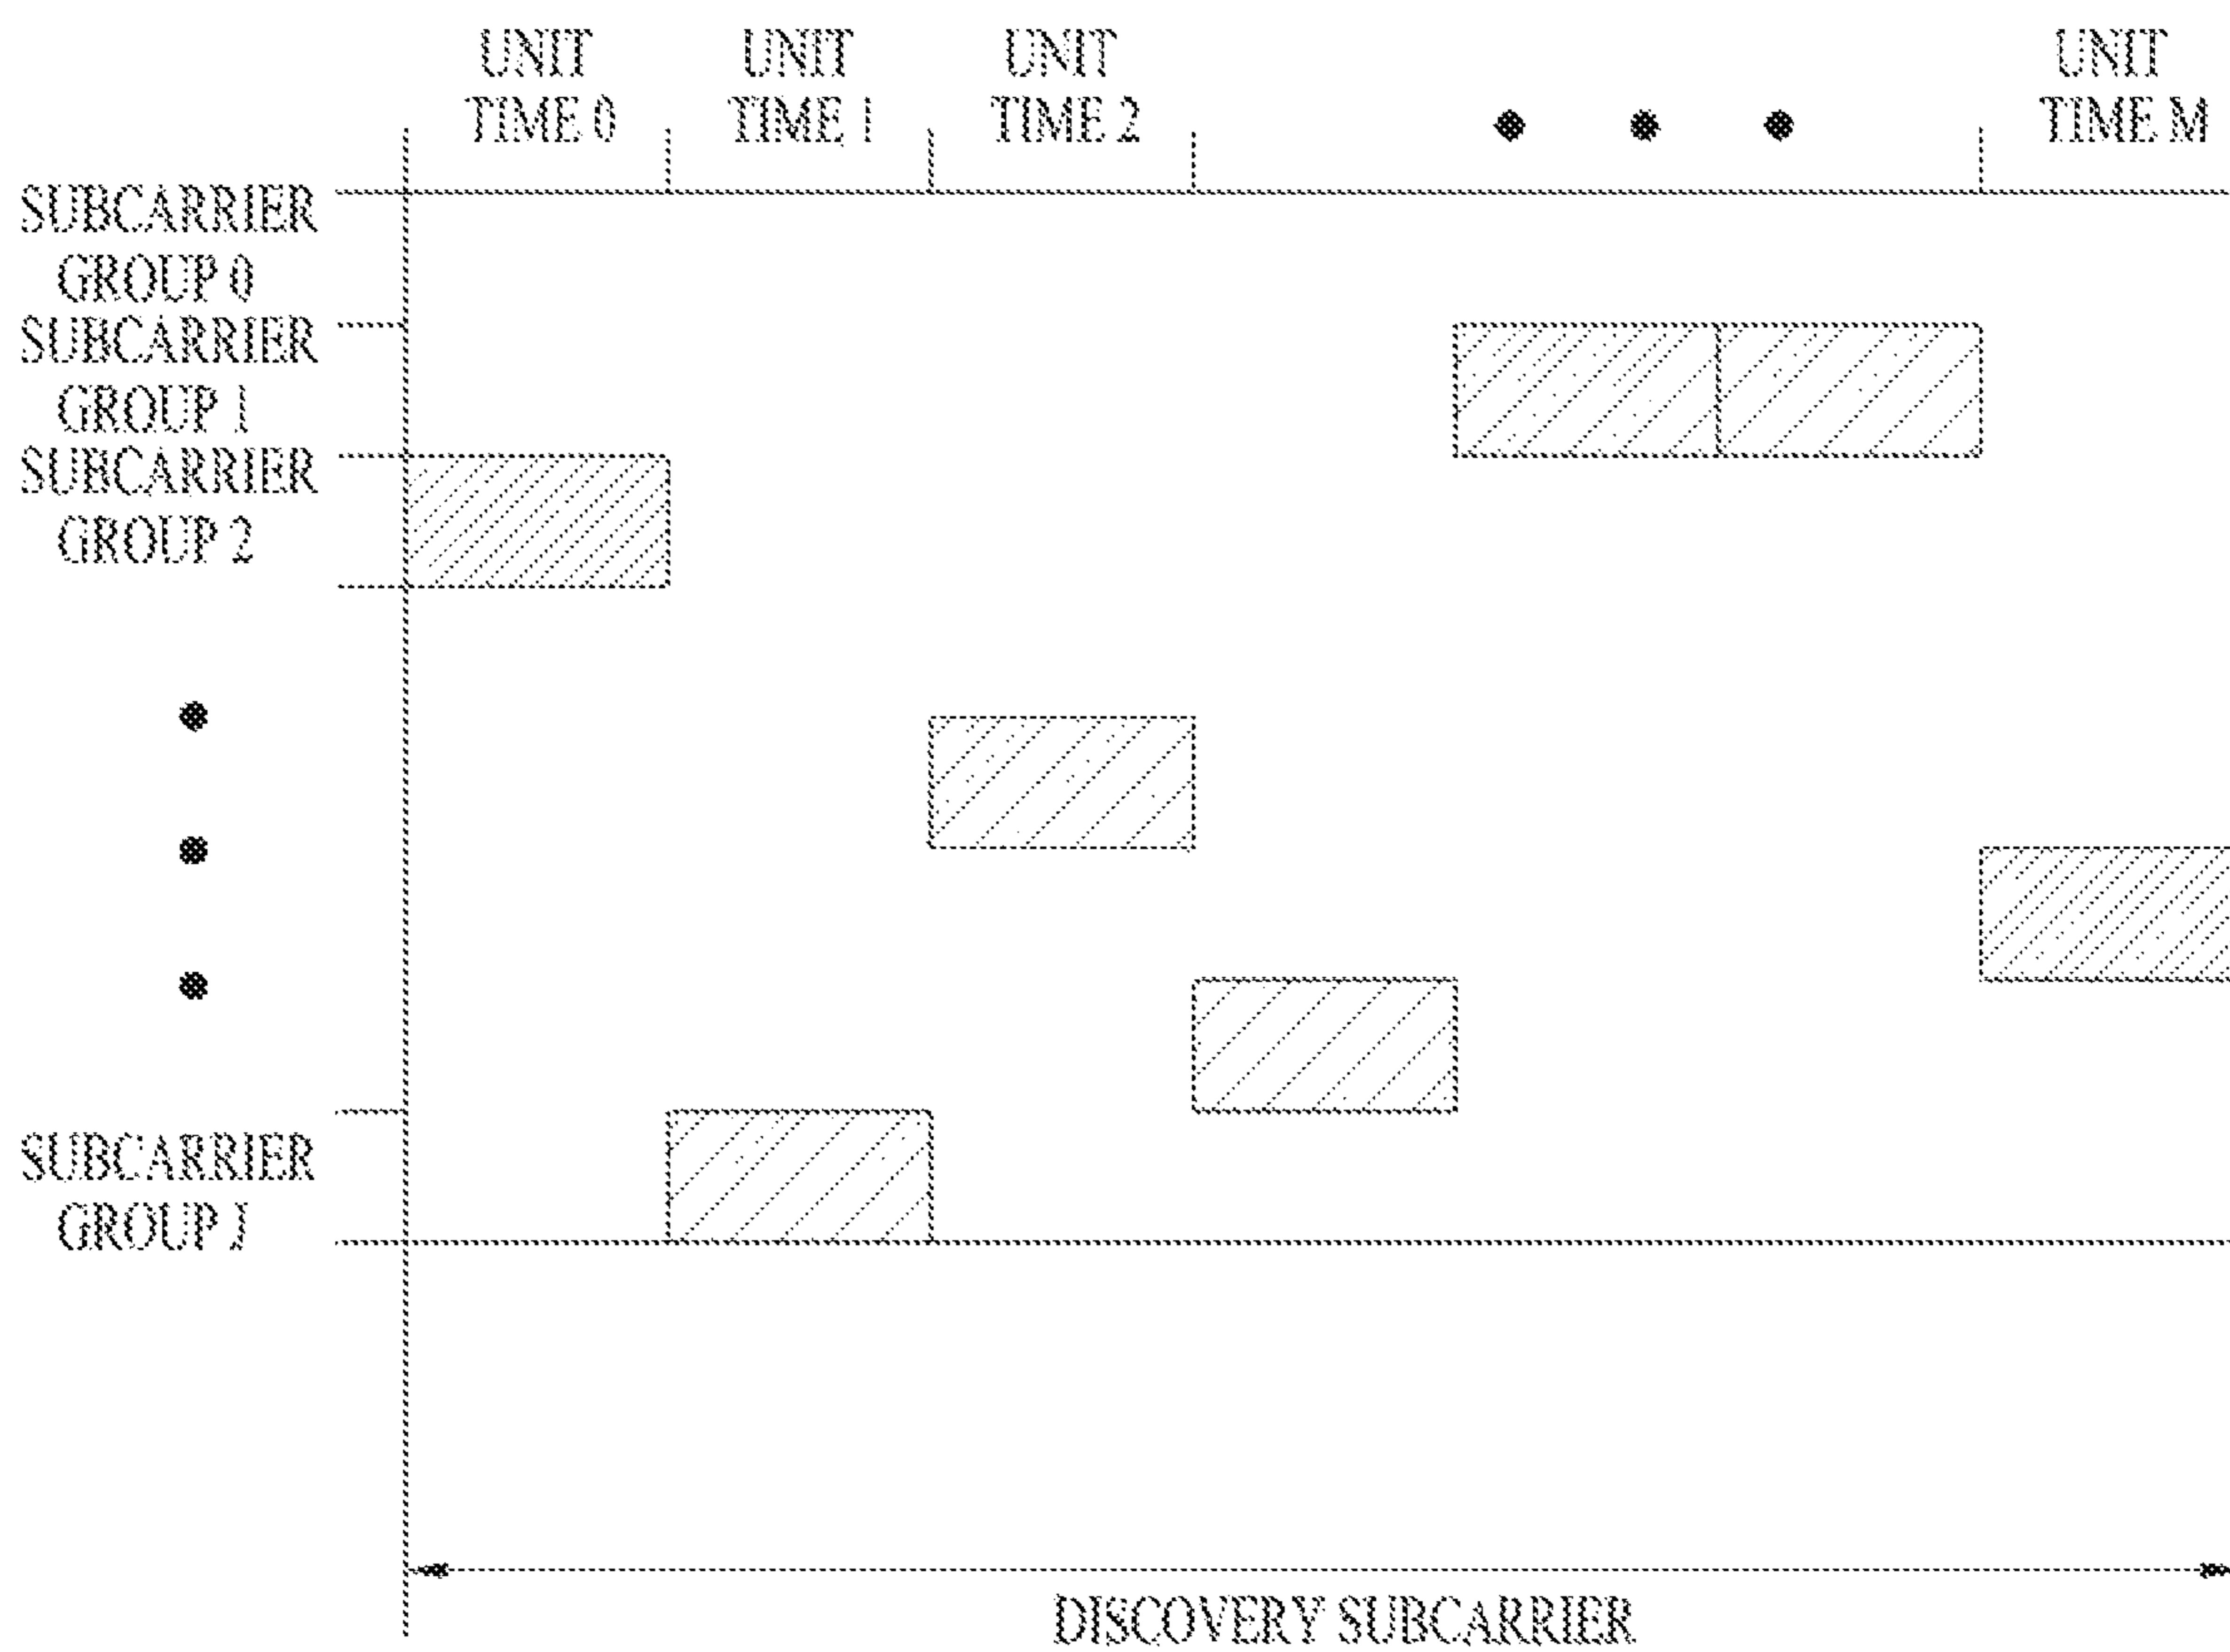 UNIT
TIME 0
UNIT
TIME 1
UNIT
TIME 2
UNIT
TIME M
SUBCARRIER
GROUP 0
SUBCARRIER
GROUP 1
SUBCARRIER
GROUP 2
SUBCARRIER
GROUP J
DISCOVERY SUBCARRIER